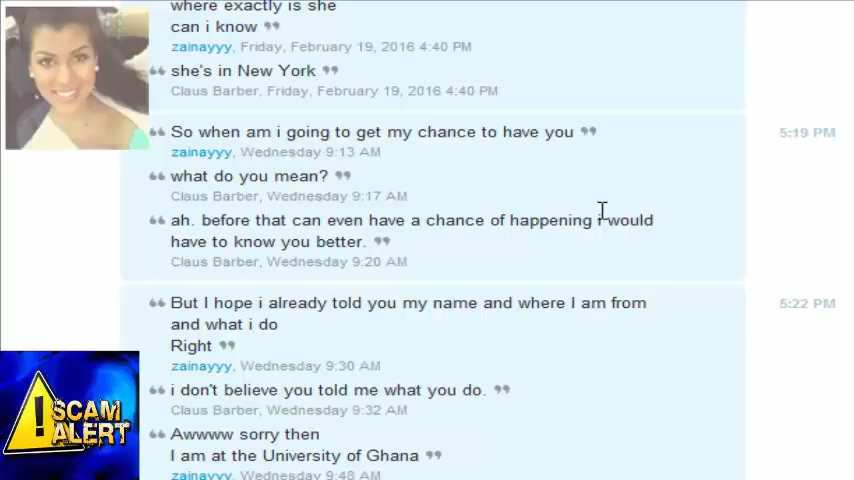 where exactly is she
can i know ❞
zainayyy, Friday, February 19, 2016 4:40 PM
❝ she's in New York ❞
Claus Barber, Friday, February 19, 2016 4:40 PM
❝ So when am i going to get my chance to have you ❞ 5:19 PM
zainayyy, Wednesday 9:13 AM
❝ what do you mean? ❞
Claus Barber, Wednesday 9:17 AM
❝ ah. before that can even have a chance of happening i would
have to know you better. ❞
Claus Barber, Wednesday 9:20 AM
❝ But I hope i already told you my name and where I am from 5:22 PM
and what i do
Right ❞
zainayyy, Wednesday 9:30 AM
❝ i don't believe you told me what you do. ❞
Claus Barber, Wednesday 9:32 AM
❝ Awwww sorry then
I am at the University of Ghana ❞
zainayyy, Wednesday 9:48 AM
! SCAM
ALERT